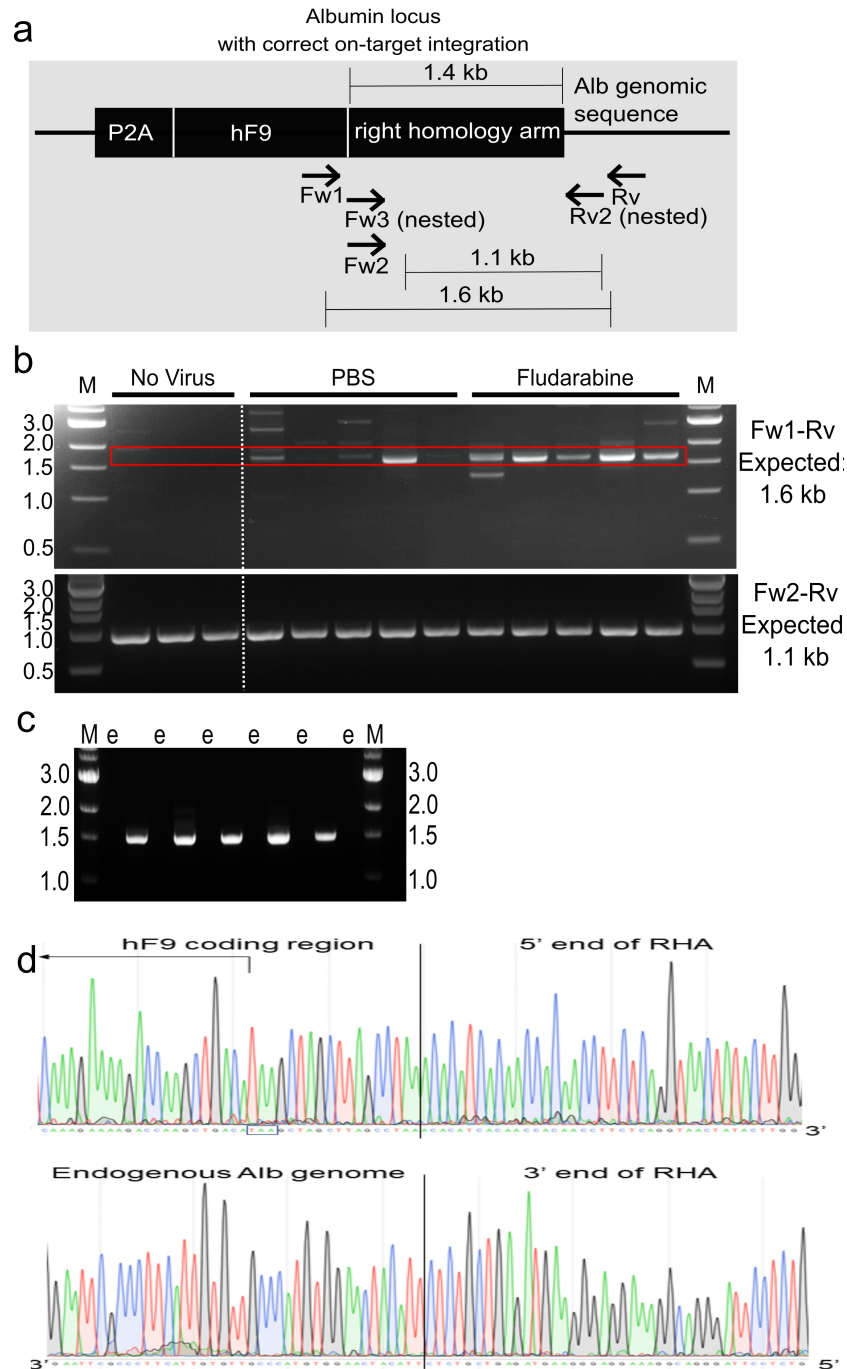 a
Albumin locus
with correct on-target integration
1.4 kb
Alb genomic
sequence
P2A
hF9
right homology arm
Fw1
Rv
Fw3 (nested)
Rv2 (nested)
Fw2
1.1 kb
1.6 kb
b
M
No Virus
PBS
Fludarabine
M
3.0
2.0
1.5
1.0
0.5
Fw1-Rv
Expected:
1.6 kb
3.0
2.0
1.5
1.0
0.5
Fw2-Rv
Expected
1.1 kb
c
M e e e e e e M
3.0
2.0
1.5
1.0
3.0
2.0
1.5
1.0
d
hF9 coding region
5' end of RHA
CAAAGAAAAGACCAAGCTGACATAAGCTAGCTTAGCCTAAACACATCACAACCACAACCTTCTCAGGTAACTATACTTGG 3'
Endogenous Alb genome
3' end of RHA
3'
5'